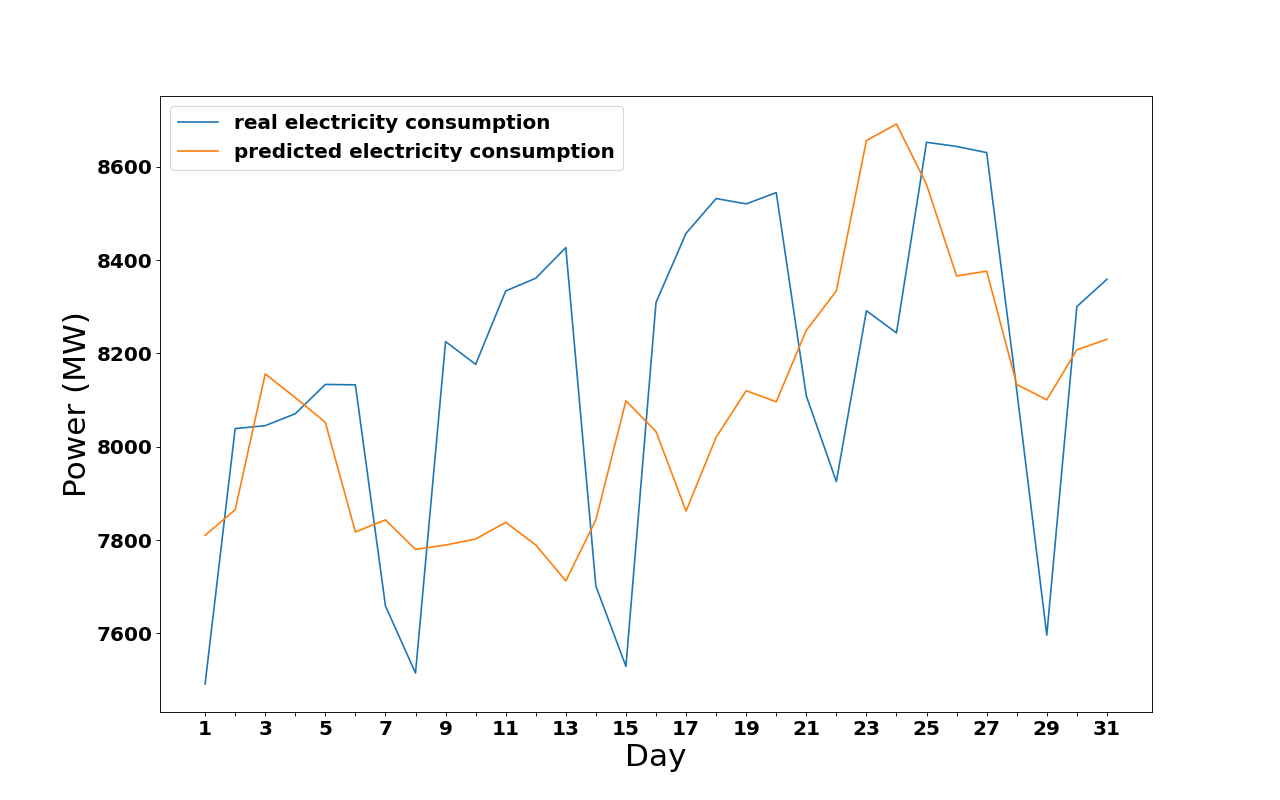 real electricity consumption
predicted electricity consumption
8600
8400
8200
8000
7800
7600
Power (MW)
1 3 5 7 9 11 13 15 17 19 21 23 25 27 29 31
Day